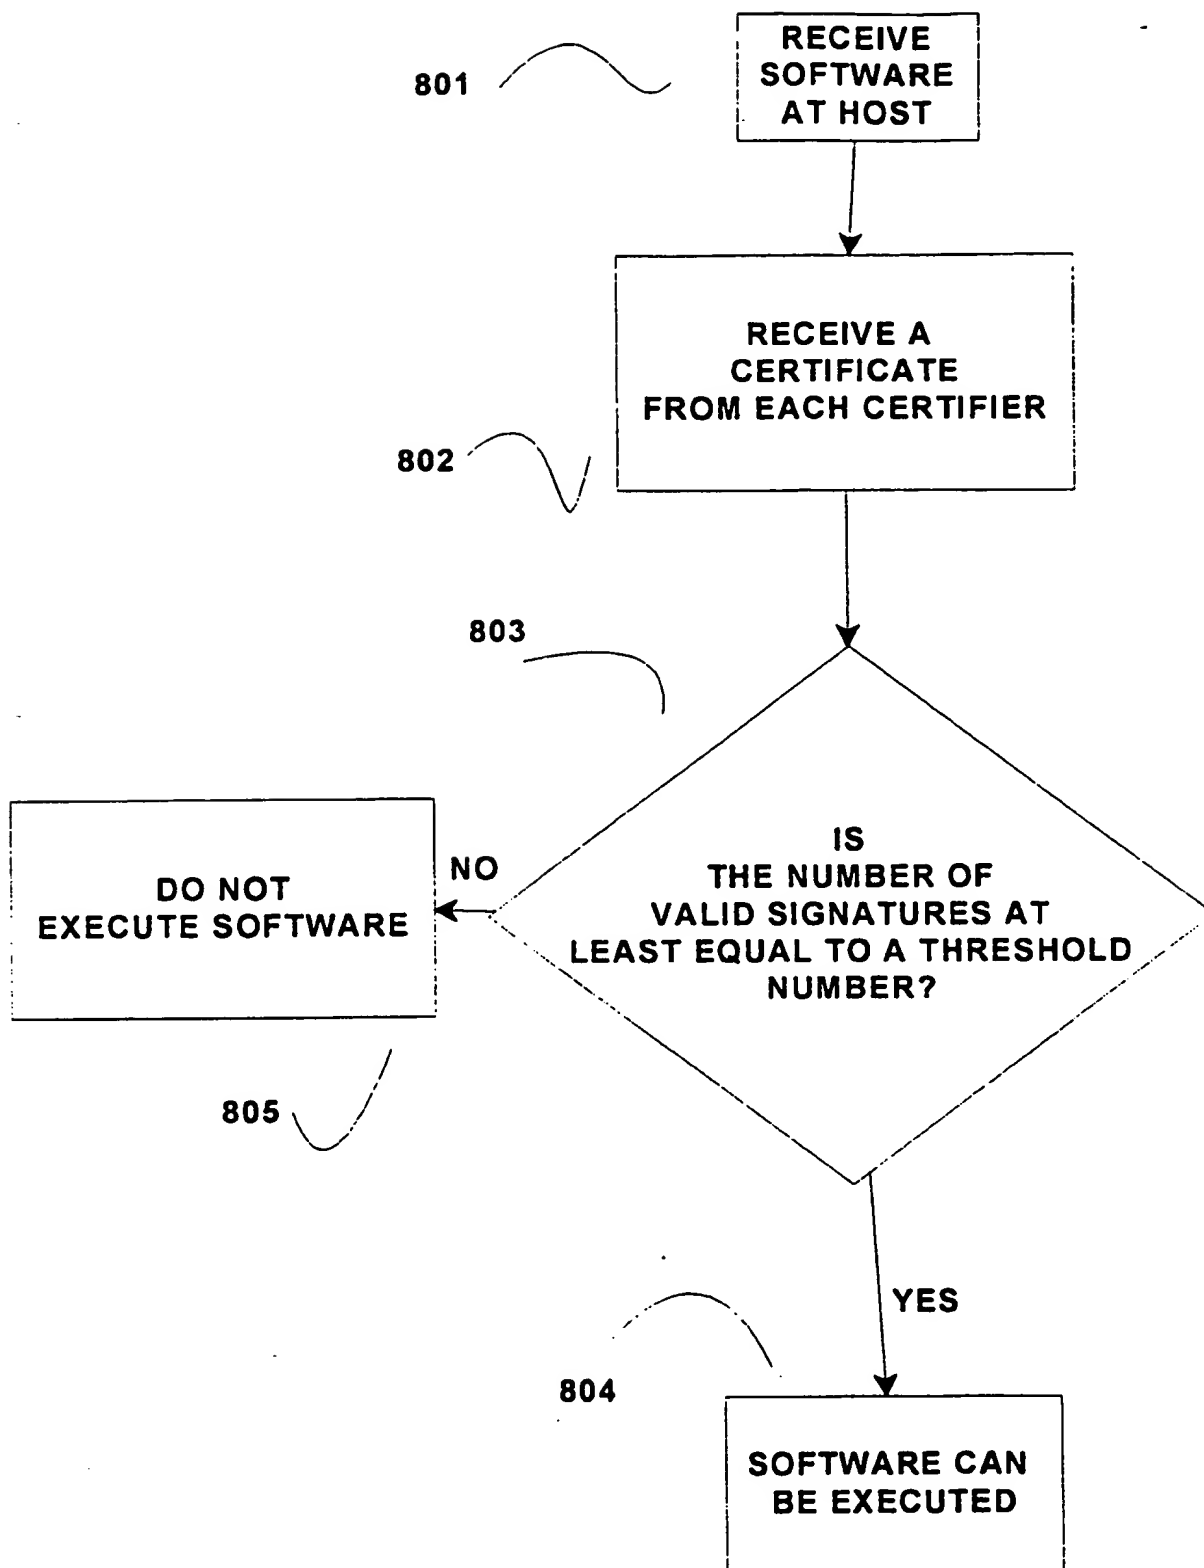 801
RECEIVE
SOFTWARE
AT HOST
RECEIVE A
CERTIFICATE
FROM EACH CERTIFIER
802
803
IS
THE NUMBER OF
VALID SIGNATURES AT
LEAST EQUAL TO A THRESHOLD
NUMBER?
NO
DO NOT
EXECUTE SOFTWARE
805
YES
804
SOFTWARE CAN
BE EXECUTED